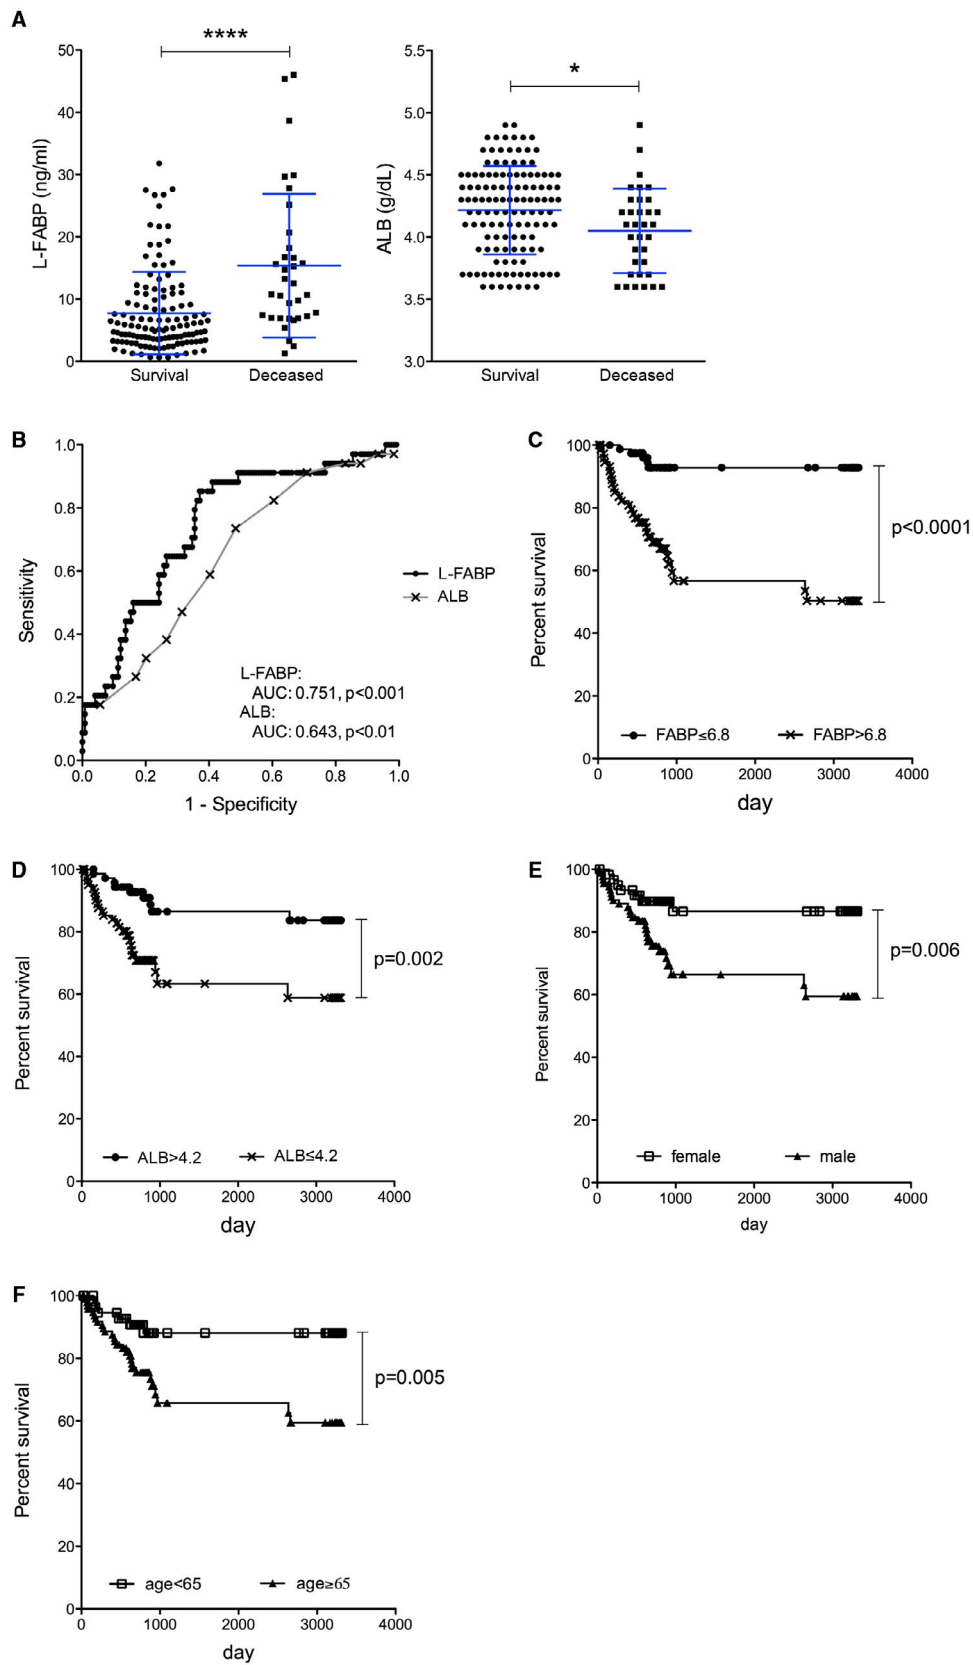 A
****
50
40
30
20
10
0
L-FABP (ng/ml)
Survival
Deceased
*
5.5
5.0
4.5
4.0
3.5
3.0
ALB (g/dL)
Survival
Deceased
B
1.0
0.8
0.6
0.4
0.2
0.0
Sensitivity
0.0 0.2 0.4 0.6 0.8 1.0
1 - Specificity
L-FABP
ALB
L-FABP:
AUC: 0.751, p<0.001
ALB:
AUC: 0.643, p<0.01
C
100
80
60
40
20
0
Percent survival
p<0.0001
FABP≤6.8 FABP>6.8
0 1000 2000 3000 4000
day
D
100
80
60
40
20
0
Percent survival
p=0.002
ALB>4.2 ALB≤4.2
0 1000 2000 3000 4000
day
E
100
80
60
40
20
0
Percent survival
p=0.006
female male
0 1000 2000 3000 4000
day
F
100
80
60
40
20
0
Percent survival
p=0.005
age<65 age≥65
0 1000 2000 3000 4000
day